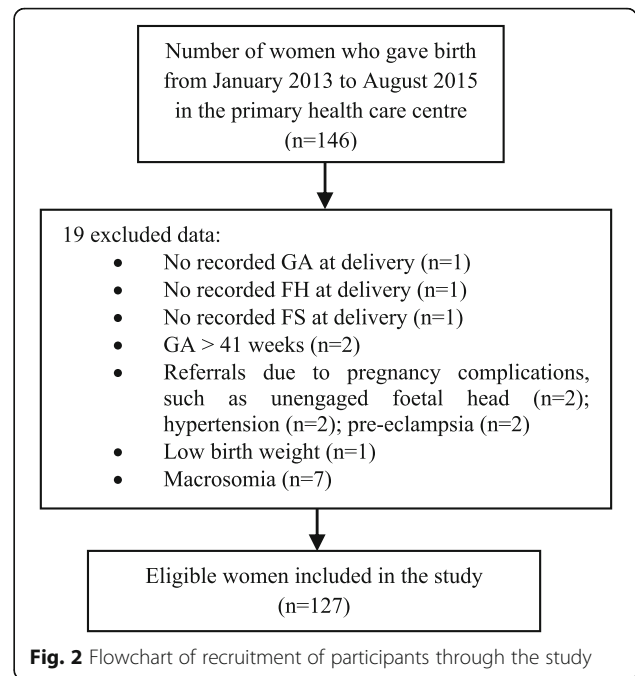 Number of women who gave birth
from January 2013 to August 2015
in the primary health care centre
(n=146)
19 excluded data:
• No recorded GA at delivery (n=1)
• No recorded FH at delivery (n=1)
• No recorded FS at delivery (n=1)
• GA > 41 weeks (n=2)
• Referrals due to pregnancy complications,
such as unengaged foetal head (n=2);
hypertension (n=2); pre-eclampsia (n=2)
• Low birth weight (n=1)
• Macrosomia (n=7)
Eligible women included in the study
(n=127)
Fig. 2 Flowchart of recruitment of participants through the study